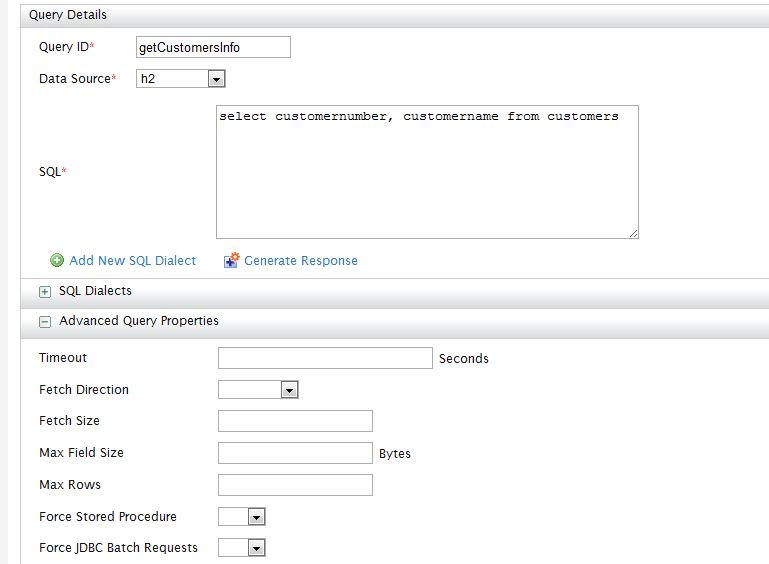 Query Details
Query ID* getCustomersInfo
Data Source* h2
select customernumber, customername from customers
SQL*
Add New SQL Dialect Generate Response
SQL Dialects
Advanced Query Properties
Timeout Seconds
Fetch Direction
Fetch Size
Max Field Size Bytes
Max Rows
Force Stored Procedure
Force JDBC Batch Requests